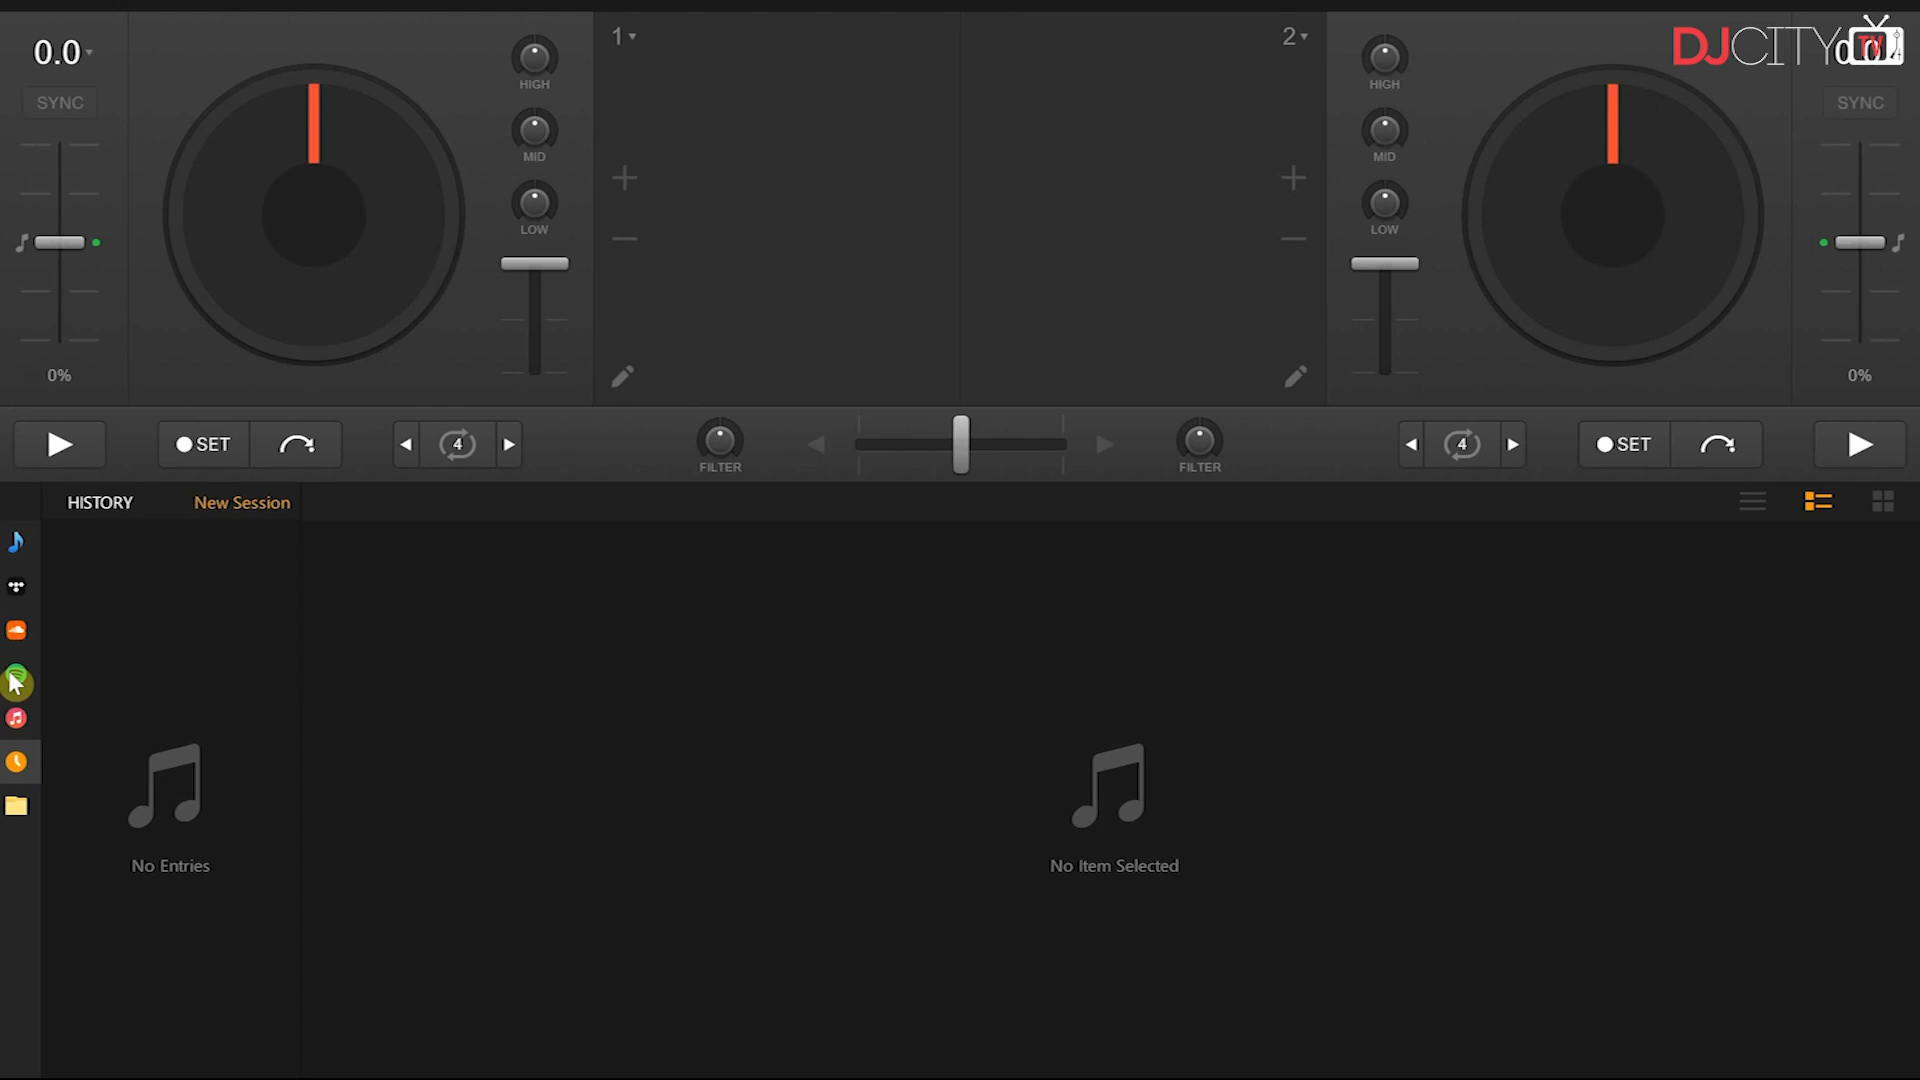 0.0
SYNC
0%
HIGH
MID
LOW
1
2
HIGH
MID
LOW
DJCITY TV
SYNC
0%
SET
4
FILTER
FILTER
4
SET
HISTORY
New Session
No Entries
No Item Selected